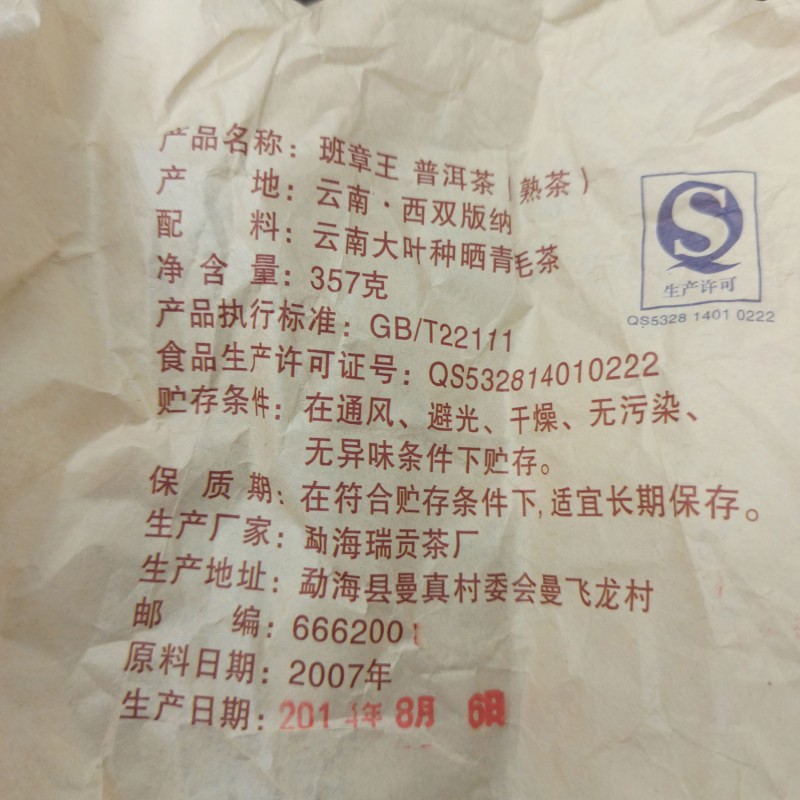 产品名称：班章王 普洱茶（熟茶）
产 地：云南·西双版纳
配 料：云南大叶种晒青毛茶
净含量：357克
产品执行标准：GB/T22111
食品生产许可证号：QS532814010222
贮存条件：在通风、避光、干燥、无污染、
无异味条件下贮存。
保质期：在符合贮存条件下,适宜长期保存。
生产厂家：勐海瑞贡茶厂
生产地址：勐海县曼真村委会曼飞龙村
邮 编：666200
原料日期：2007年
生产日期：2014年 8月 6日
生产许可
QS5328 1401 0222